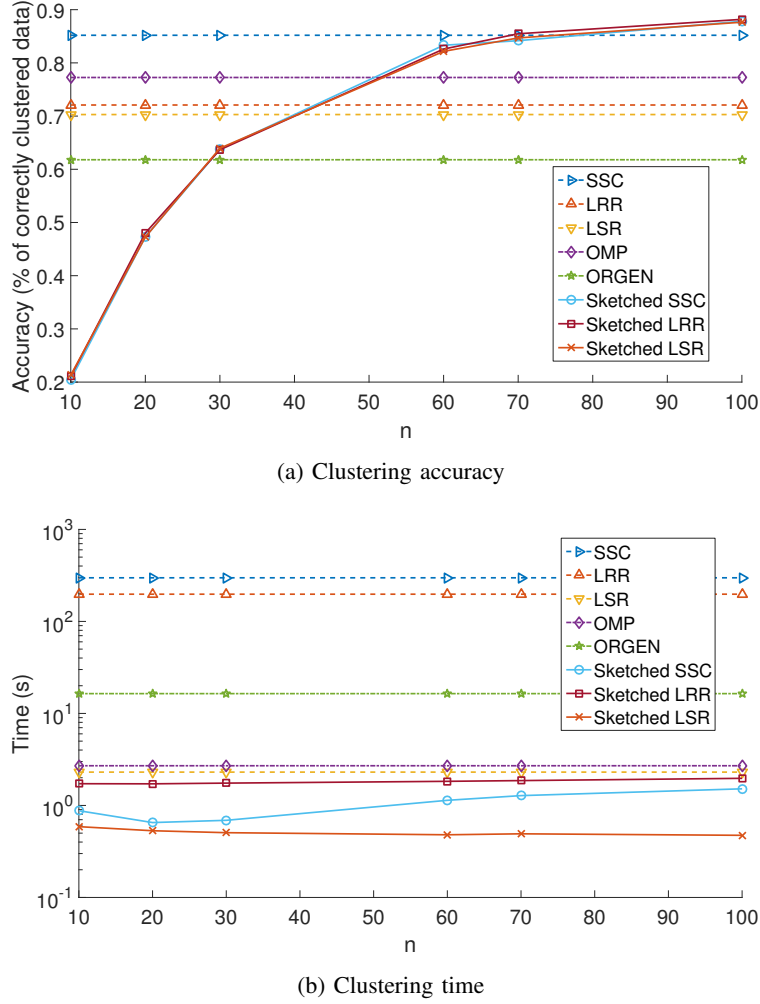 0.9
0.8
0.7
0.6
0.5
0.4
0.3
0.2
Accuracy (% of correctly clustered data)
SSC
LRR
LSR
OMP
ORGEN
Sketched SSC
Sketched LRR
Sketched LSR
10 20 30 40 50 60 70 80 90 100
n
(a) Clustering accuracy
10^3
10^2
10^1
10^0
10^-1
Time (s)
SSC
LRR
LSR
OMP
ORGEN
Sketched SSC
Sketched LRR
Sketched LSR
10 20 30 40 50 60 70 80 90 100
n
(b) Clustering time